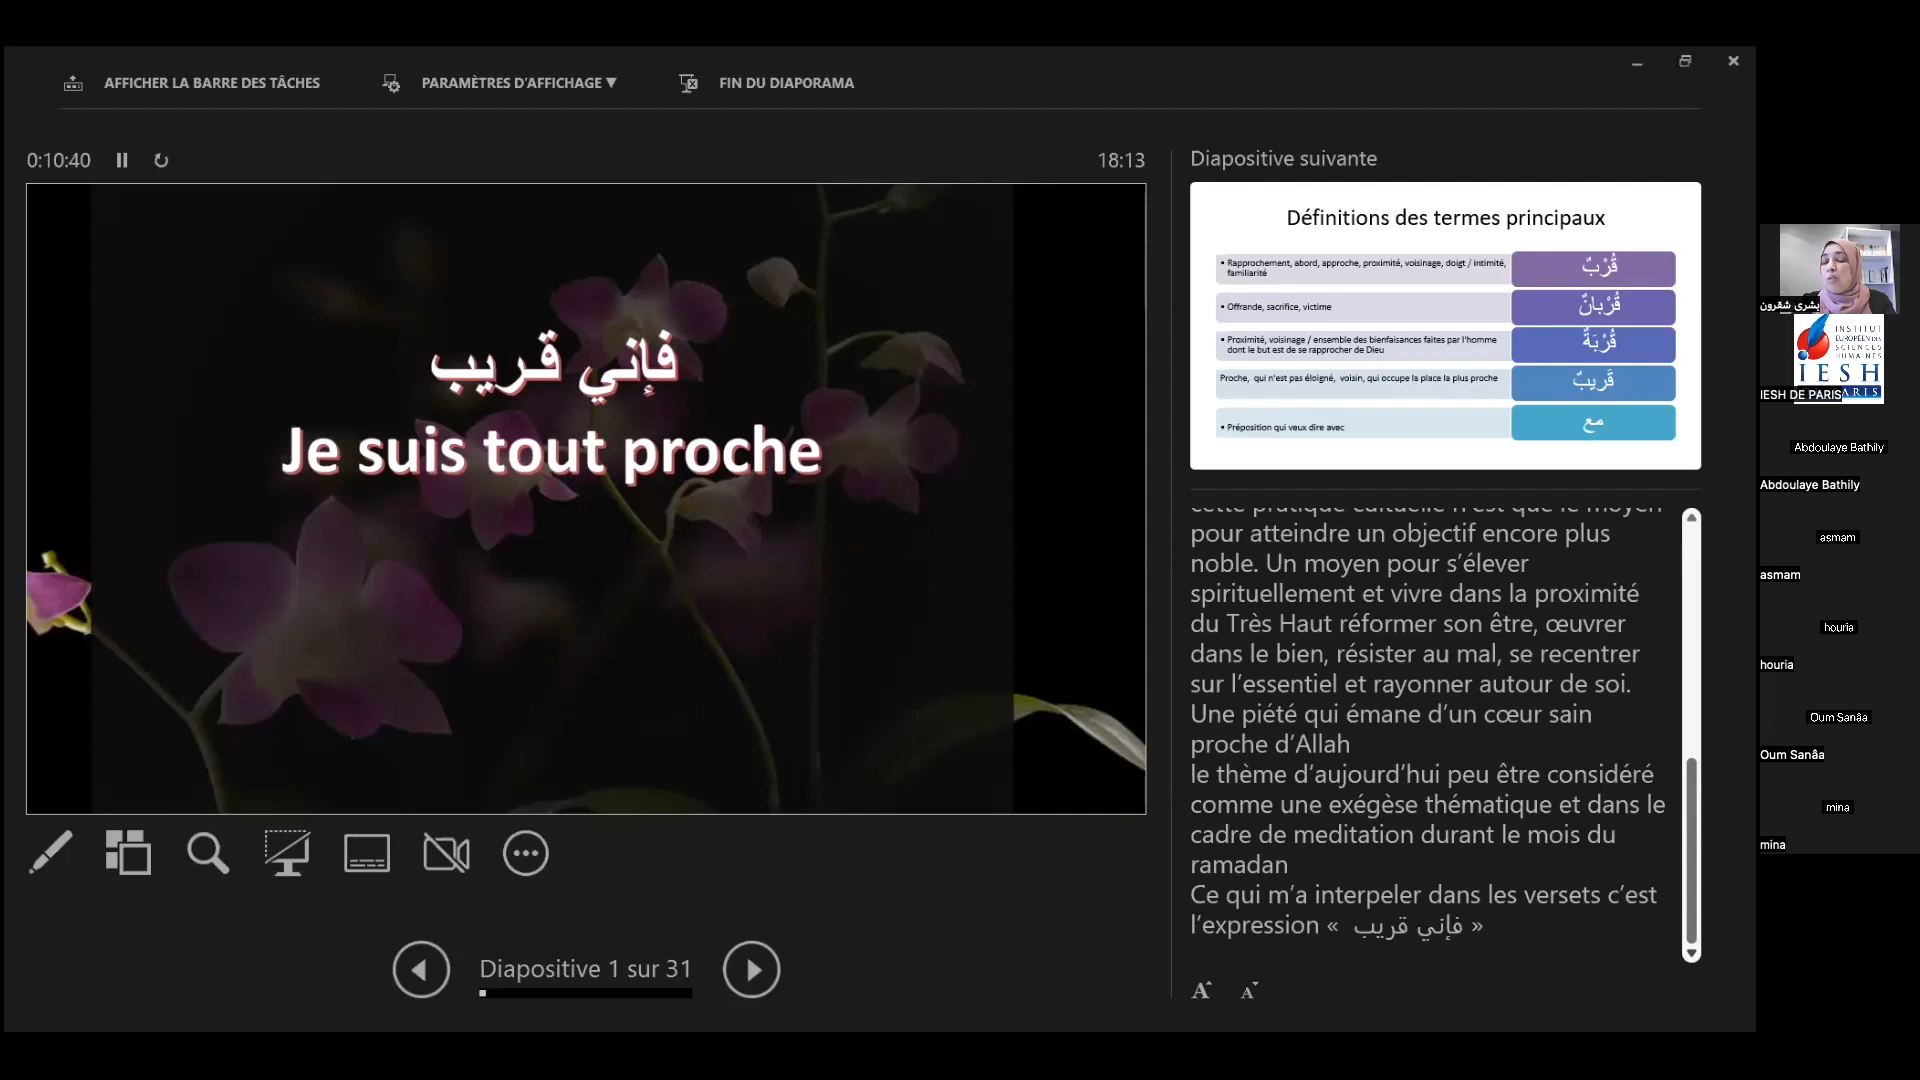 AFFICHER LA BARRE DES TÂCHES
PARAMÈTRES D'AFFICHAGE ▼
FIN DU DIAPORAMA
0:10:40
18:13
فإني قريب
Je suis tout proche
Diapositive 1 sur 31
Diapositive suivante
Définitions des termes principaux
• Rapprochement, abord, approche, proximité, voisinage, doigt / intimité,
familiarité
قُرْبٌ
• Offrande, sacrifice, victime
قُرْبانٌ
• Proximité, voisinage / ensemble des bienfaisances faites par l'homme
dont le but est de se rapprocher de Dieu
قُرْبَةٌ
Proche, qui n'est pas éloigné, voisin, qui occupe la place la plus proche
قَريبٌ
• Préposition qui veux dire avec
مع
cette pratique cultuelle n'est que le moyen
pour atteindre un objectif encore plus
noble. Un moyen pour s'élever
spirituellement et vivre dans la proximité
du Très Haut réformer son être, œuvrer
dans le bien, résister au mal, se recentrer
sur l'essentiel et rayonner autour de soi.
Une piété qui émane d'un cœur sain
proche d'Allah
le thème d'aujourd'hui peu être considéré
comme une exégèse thématique et dans le
cadre de meditation durant le mois du
ramadan
Ce qui m'a interpeler dans les versets c'est
l'expression « فإني قريب »
بشرى شقرون
INSTITUT
EUROPÉEN DES
SCIENCES
HUMAINES
IESH
PARIS
IESH DE PARIS
Abdoulaye Bathily
Abdoulaye Bathily
asmam
asmam
houria
houria
Oum Sanâa
Oum Sanâa
mina
mina